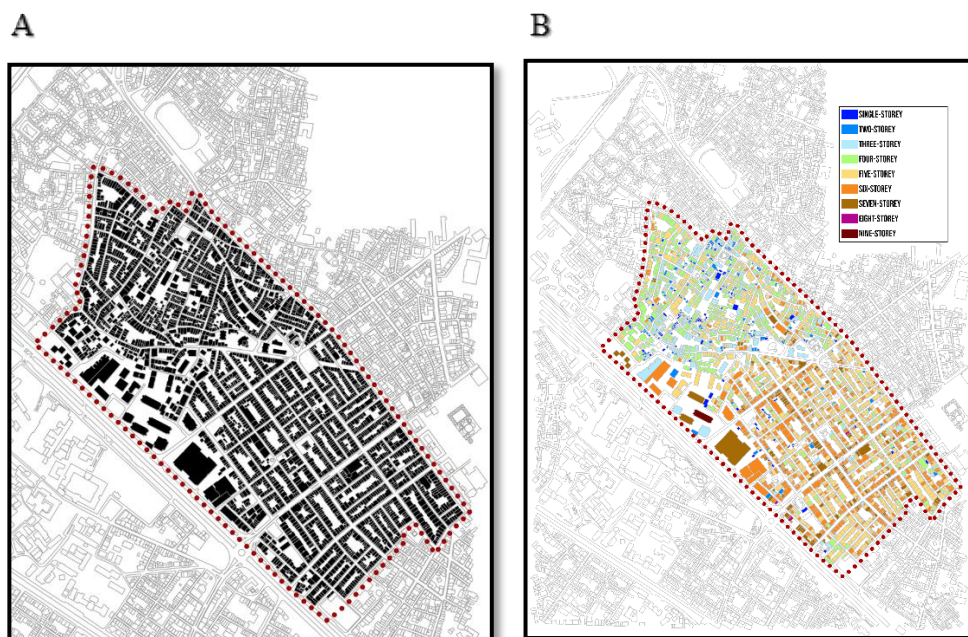 A
B
SINGLE-STOREY
TWO-STOREY
THREE-STOREY
FOUR-STOREY
FIVE-STOREY
SIX-STOREY
SEVEN-STOREY
EIGHT-STOREY
NINE-STOREY